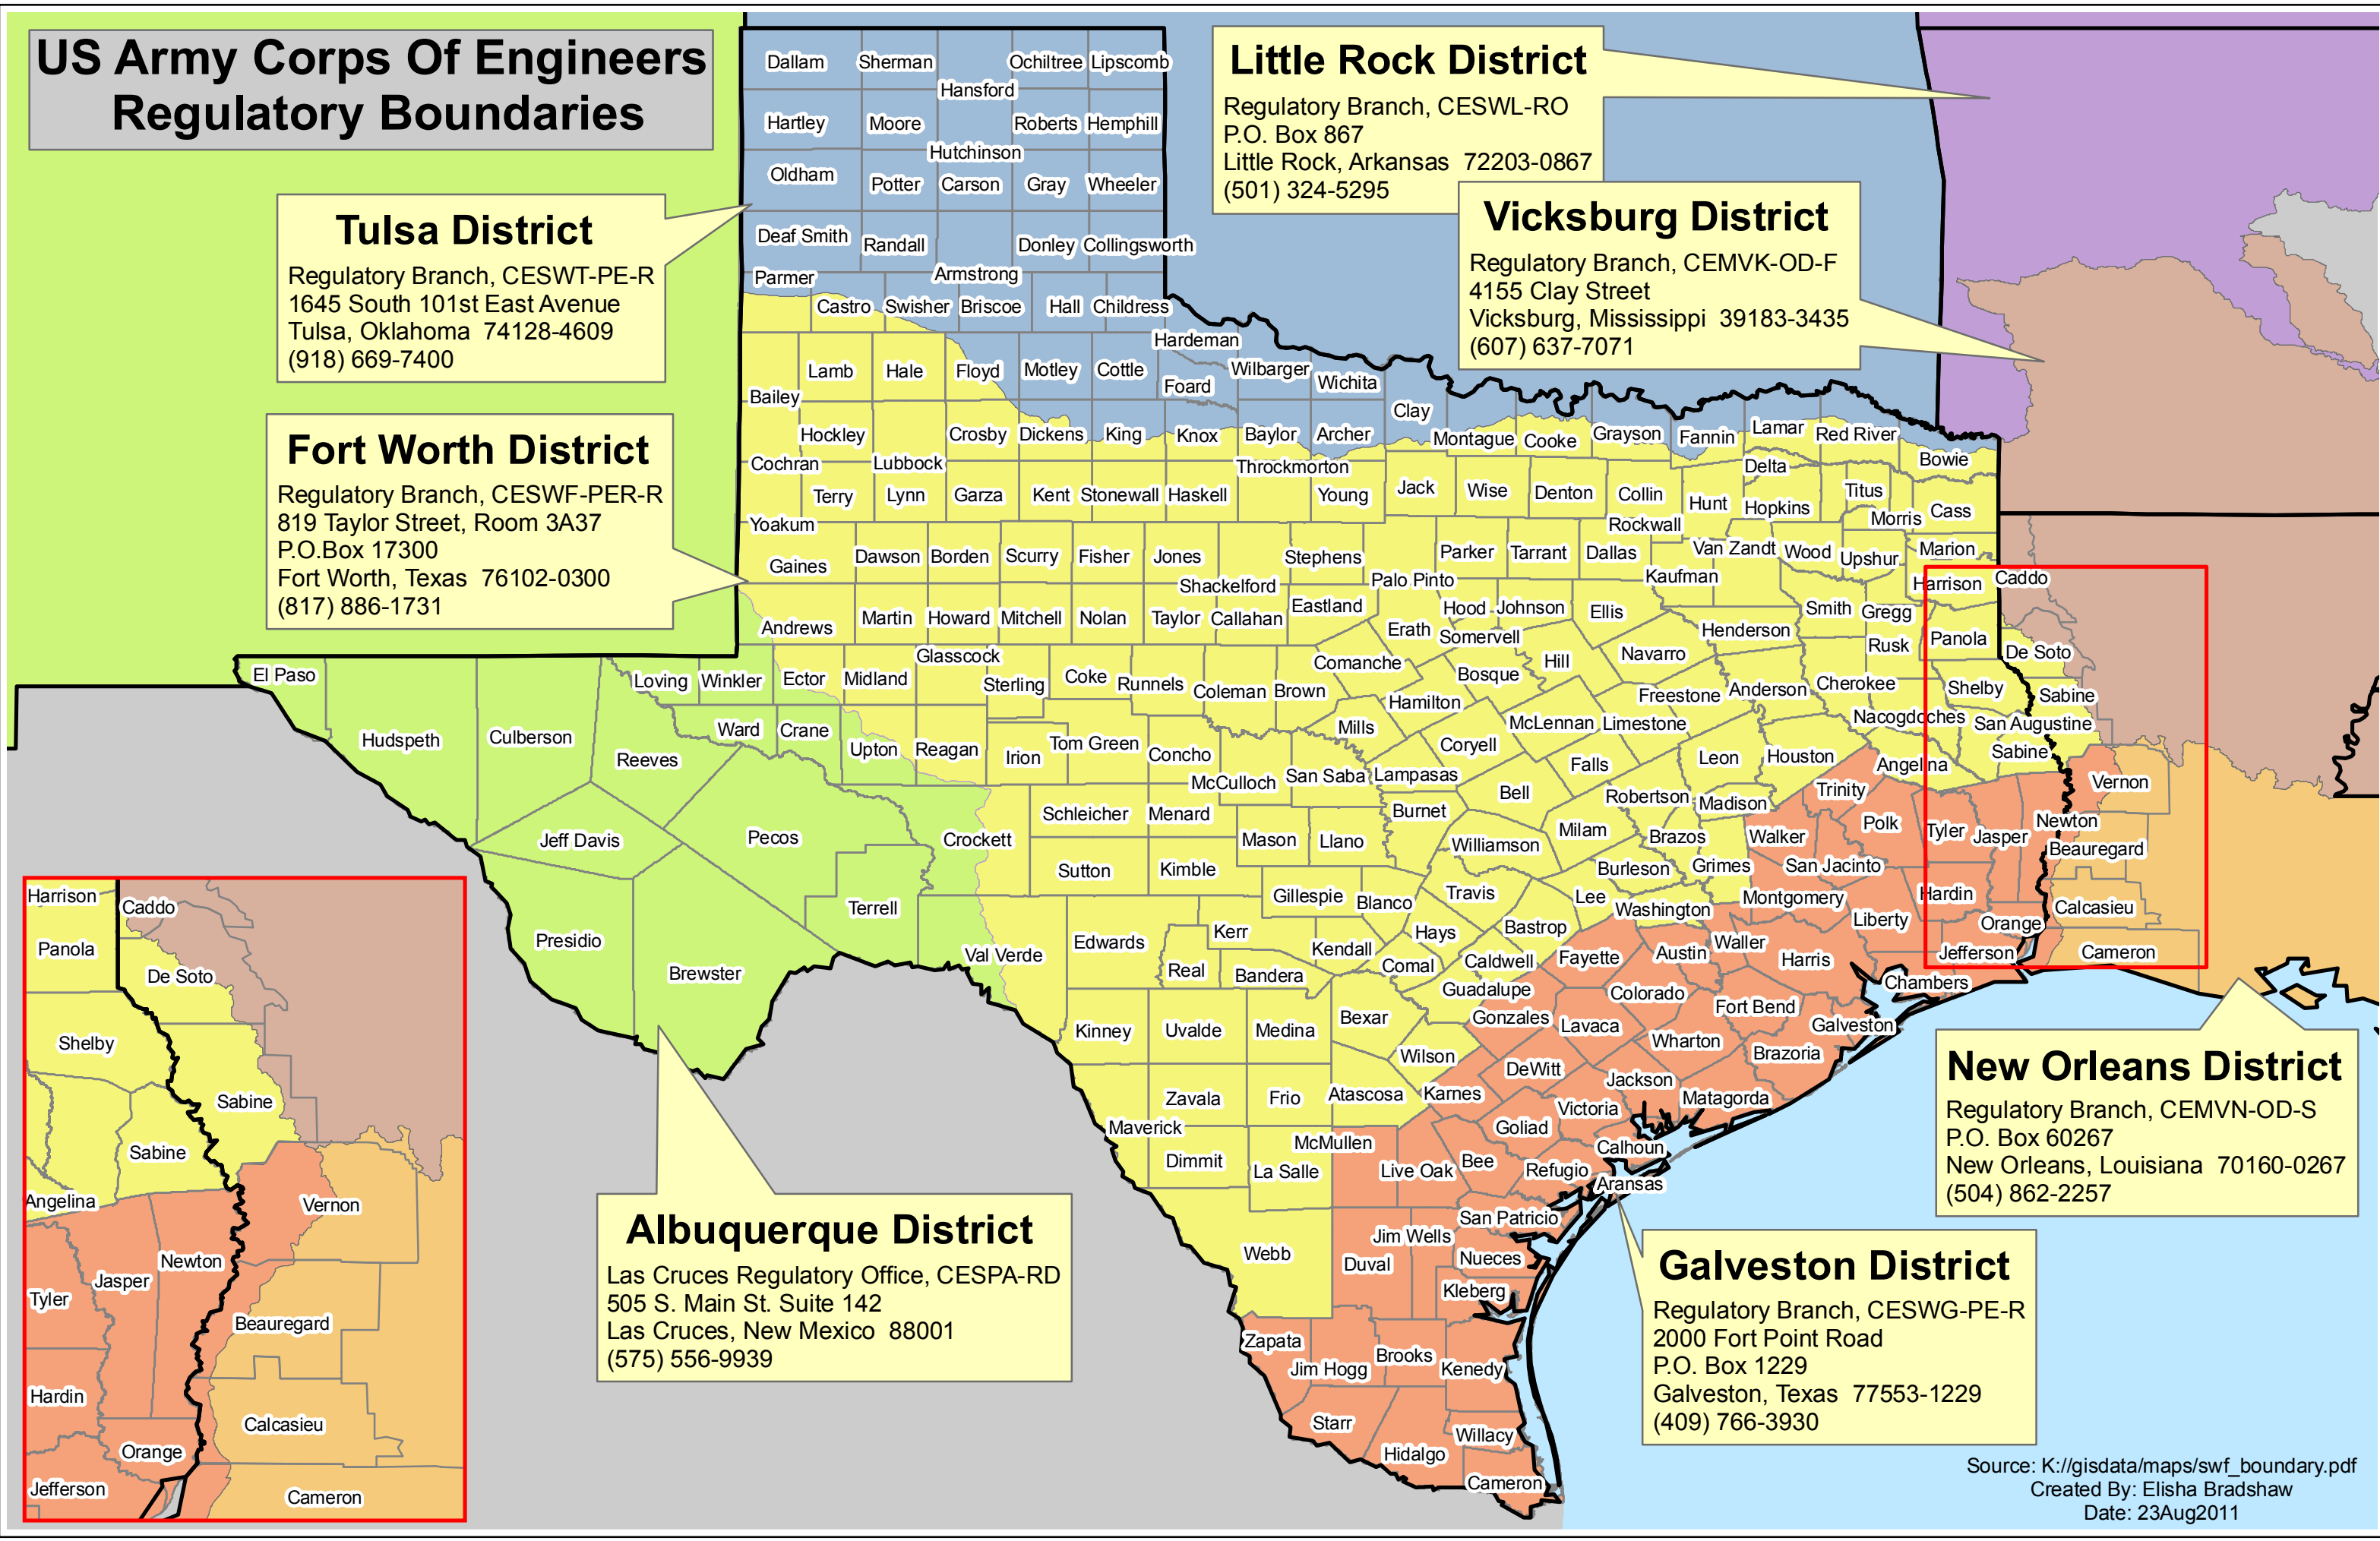 US Army Corps Of Engineers
Regulatory Boundaries
Tulsa District
Regulatory Branch, CESWT-PE-R
1645 South 101st East Avenue
Tulsa, Oklahoma 74128-4609
(918) 669-7400
Fort Worth District
Regulatory Branch, CESWF-PER-R
819 Taylor Street, Room 3A37
P.O.Box 17300
Fort Worth, Texas 76102-0300
(817) 886-1731
Little Rock District
Regulatory Branch, CESWL-RO
P.O. Box 867
Little Rock, Arkansas 72203-0867
(501) 324-5295
Vicksburg District
Regulatory Branch, CEMVK-OD-F
4155 Clay Street
Vicksburg, Mississippi 39183-3435
(607) 637-7071
Dallam Sherman Ochiltree Lipscomb
Hansford
Hartley Moore Roberts Hemphill
Hutchinson
Oldham Potter Carson Gray Wheeler
Deaf Smith Randall Donley Collingsworth
Parmer Armstrong
Castro Swisher Briscoe Hall Childress
Hardeman
Lamb Hale Floyd Motley Cottle Foard Wilbarger Wichita
Bailey Clay
Hockley Crosby Dickens King Knox Baylor Archer Montague Cooke Grayson Fannin Lamar Red River
Cochran Lubbock Throckmorton Delta Bowie
Terry Lynn Garza Kent Stonewall Haskell Young Jack Wise Denton Collin Hunt Hopkins Titus
Morris Cass
Yoakum Rockwall
Gaines Dawson Borden Scurry Fisher Jones Stephens Parker Tarrant Dallas Van Zandt Wood Upshur Marion
Shackelford Palo Pinto Kaufman Harrison Caddo
Andrews Martin Howard Mitchell Nolan Taylor Callahan Eastland Hood Johnson Ellis Smith Gregg
Erath Somervell Henderson Rusk Panola De Soto
El Paso Loving Winkler Ector Midland Glasscock Sterling Coke Runnels Coleman Brown Comanche Bosque Hill Navarro
Hamilton Freestone Anderson Cherokee Shelby Sabine
Hudspeth Culberson Reeves Ward Crane Upton Reagan Irion Tom Green Concho Mills McLennan Limestone Nacogdoches San Augustine
McCulloch San Saba Lampasas Coryell Falls Leon Houston Angelina Sabine Vernon
Jeff Davis Pecos Crockett Schleicher Menard Burnet Bell Robertson Madison Trinity
Mason Llano Williamson Milam Brazos Walker Polk Tyler Jasper Newton
Beauregard
Sutton Kimble Burleson Grimes San Jacinto
Presidio Brewster Terrell Val Verde Edwards Gillespie Blanco Travis Lee Washington Montgomery Liberty Hardin Calcasieu
Kerr Real Bandera Kendall Hays Comal Bastrop Caldwell Fayette Austin Waller Harris Orange
Jefferson Cameron
Guadalupe Colorado Chambers
Kinney Uvalde Medina Bexar Gonzales Lavaca Fort Bend Galveston
Wilson Wharton Brazoria
Zavala Frio Atascosa Karnes DeWitt Jackson Matagorda
Victoria
Maverick McMullen Goliad Calhoun
Dimmit La Salle Live Oak Bee Refugio Aransas
San Patricio
Webb Duval Jim Wells Nueces
Kleberg
Zapata Jim Hogg Brooks Kenedy
Starr Willacy
Hidalgo
Cameron
Harrison
Caddo
Panola
De Soto
Shelby
Sabine
Sabine
Angelina
Vernon
Newton
Jasper
Tyler
Beauregard
Hardin
Calcasieu
Orange
Jefferson
Cameron
Albuquerque District
Las Cruces Regulatory Office, CESPA-RD
505 S. Main St. Suite 142
Las Cruces, New Mexico 88001
(575) 556-9939
New Orleans District
Regulatory Branch, CEMVN-OD-S
P.O. Box 60267
New Orleans, Louisiana 70160-0267
(504) 862-2257
Galveston District
Regulatory Branch, CESWG-PE-R
2000 Fort Point Road
P.O. Box 1229
Galveston, Texas 77553-1229
(409) 766-3930
Source: K://gisdata/maps/swf_boundary.pdf
Created By: Elisha Bradshaw
Date: 23Aug2011